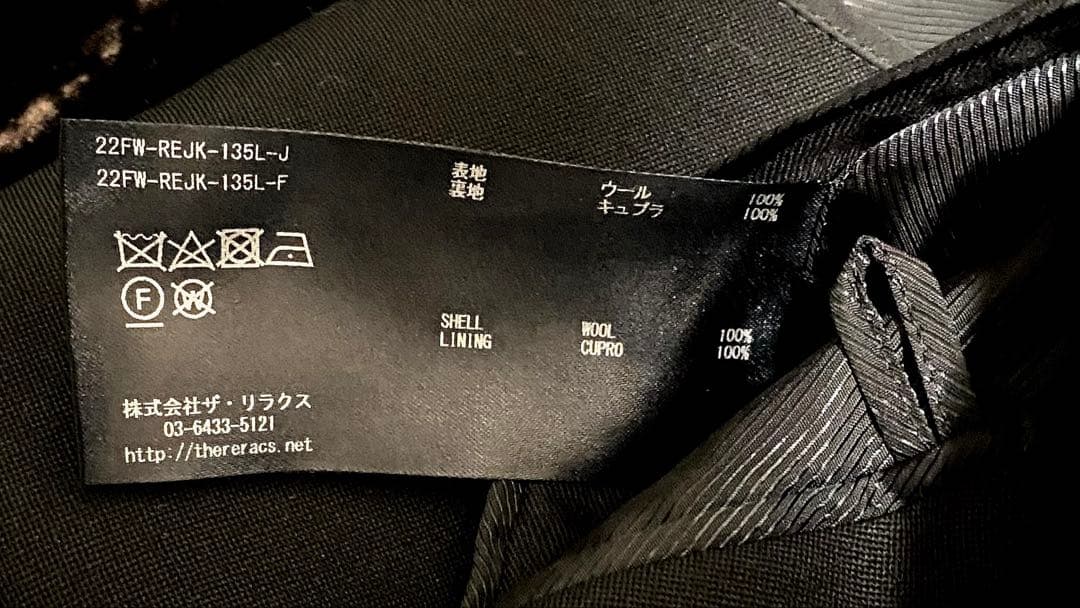 22FW-REJK-135L-J
22FW-REJK-135L-F
表地 ウール 100%
裏地 キュプラ 100%
F W
SHELL WOOL 100%
LINING CUPRO 100%
株式会社ザ・リラクス
03-6433-5121
http://thereracs.net